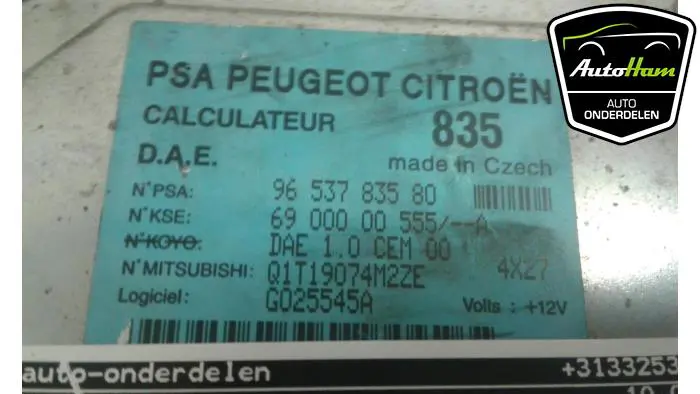 PSA PEUGEOT CITROËN
CALCULATEUR 835
D.A.E. made in Czech
N°PSA: 96 537 835 80
N°KSE: 69 000 00 555/--A
N°KOYO: DAE 1.0 CEM 00
N°MITSUBISHI: Q1T19074M2ZE 4X27
Logiciel: G025545A Volts : +12V
auto-onderdelen +3133253
AutoHam
AUTO
ONDERDELEN